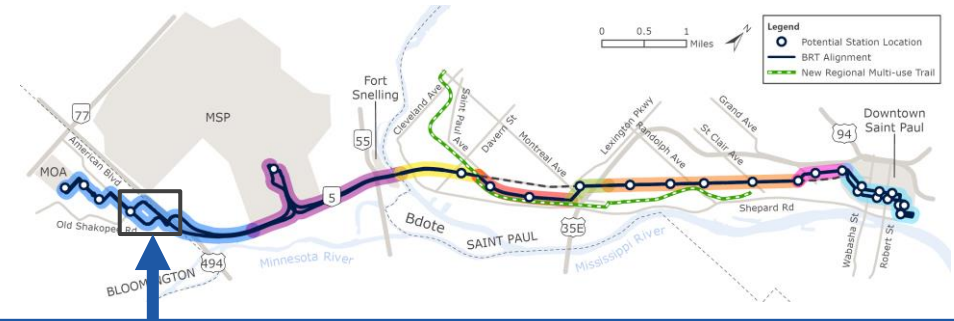 Legend
Potential Station Location
BRT Alignment
New Regional Multi-use Trail
0 0.5 1
Miles
N
Fort
Snelling
Cleveland Ave
Saint Paul
Ave
Davern St
Montreal Ave
Lexington Pkwy
Randolph Ave
St Clair Ave
Grand Ave
Downtown
Saint Paul
94
77
American Blvd
MSP
55
MOA
5
Old Shakopee Rd
494
BLOOMINGTON
Minnesota River
Bdote
SAINT PAUL
35E
Mississippi River
Shepard Rd
Wabasha St
Robert St